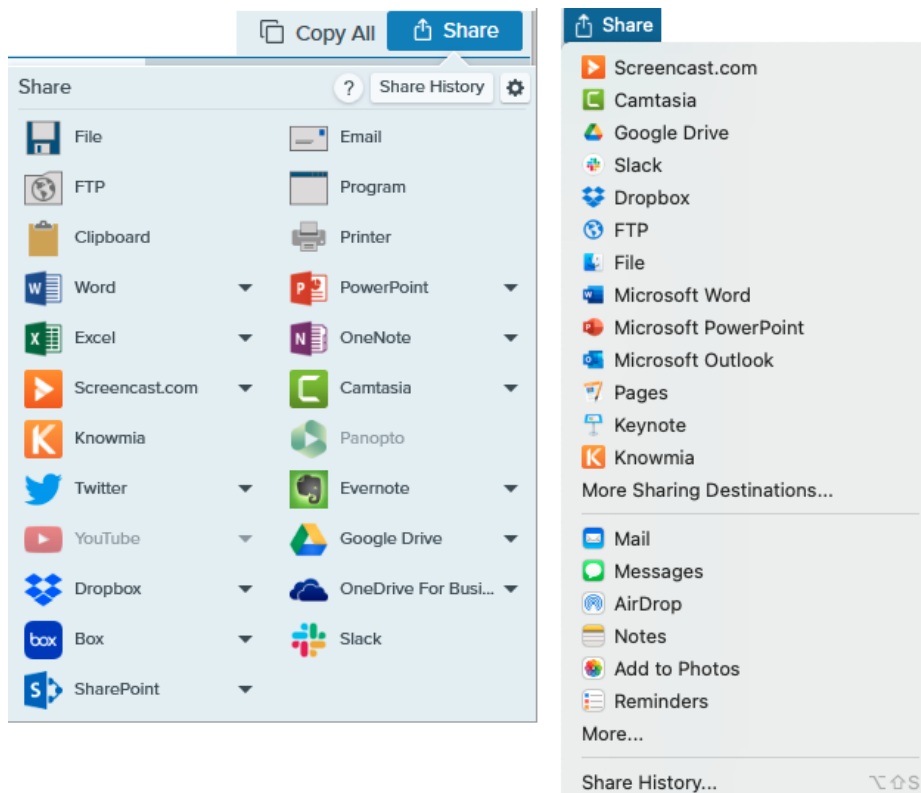 Copy All
Share
Share
?
Share History
File
Email
FTP
Program
Clipboard
Printer
W
Word
P
PowerPoint
X
Excel
N
OneNote
Screencast.com
C
Camtasia
K
Knowmia
Panopto
Twitter
Evernote
YouTube
Google Drive
Dropbox
OneDrive For Busi...
box
Box
Slack
S
SharePoint
Share
Screencast.com
C
Camtasia
Google Drive
Slack
Dropbox
FTP
File
W
Microsoft Word
P
Microsoft PowerPoint
o
Microsoft Outlook
Pages
Keynote
K
Knowmia
More Sharing Destinations...
Mail
Messages
AirDrop
Notes
Add to Photos
Reminders
More...
Share History... ⌥⇧S